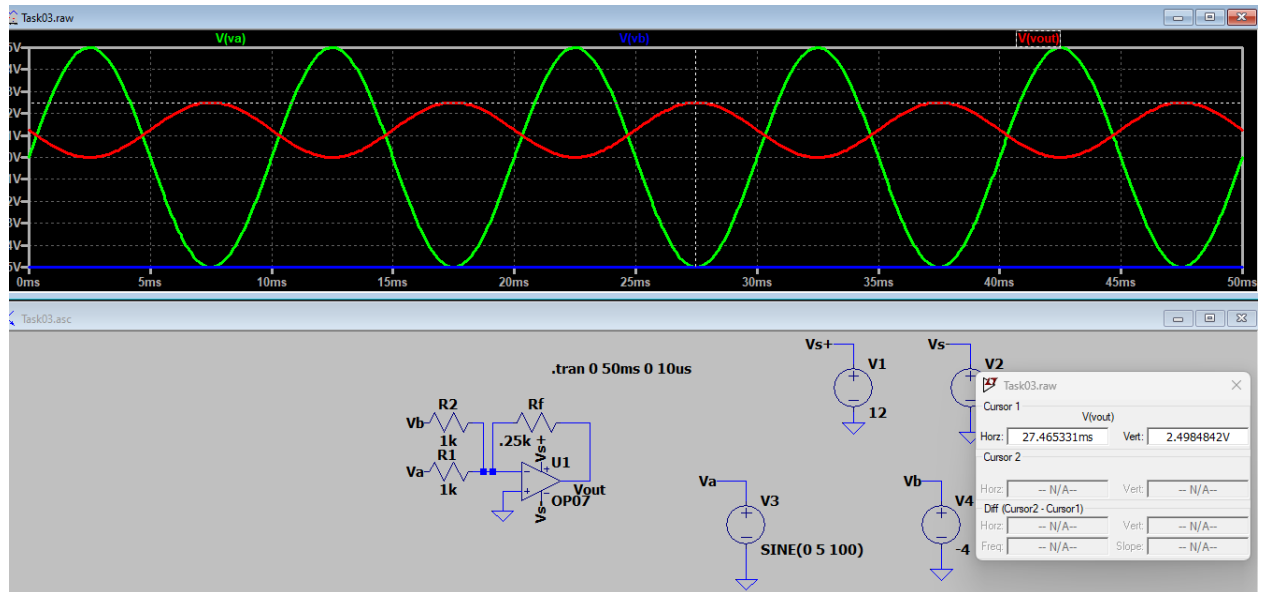 Task03.raw
V(va) V(vb) V(vout)
5V
4V
3V
2V
1V
0V
1V
2V
3V
4V
5V
0ms 5ms 10ms 15ms 20ms 25ms 30ms 35ms 40ms 45ms 50ms
Task03.asc
.tran 0 50ms 0 10us
Vs+ V1 12
Vs- V2
R2 Rf
Vb 1k .25k Vs+
R1 U1
Va 1k Vout
Vs- OP07
Va V3
SINE(0 5 100)
Vb V4
-4
Task03.raw
Cursor 1
V(vout)
Horz: 27.465331ms Vert: 2.4984842V
Cursor 2
Horz: -- N/A-- Vert: -- N/A--
Diff (Cursor2 - Cursor1)
Horz: -- N/A-- Vert: -- N/A--
Freq: -- N/A-- Slope: -- N/A--